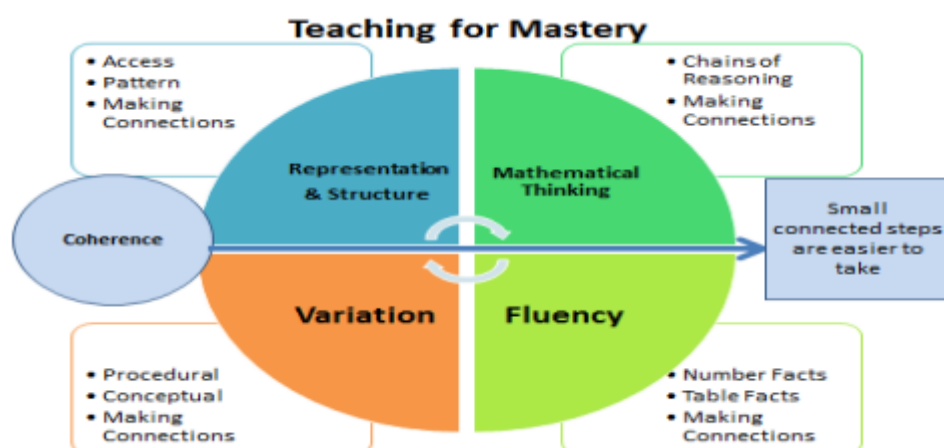 Teaching for Mastery
• Access
• Pattern
• Making
Connections
• Chains of
Reasoning
• Making
Connections
Representation
& Structure
Mathematical
Thinking
Coherence
Small
connected steps
are easier to
take
Variation
Fluency
• Procedural
• Conceptual
• Making
Connections
• Number Facts
• Table Facts
• Making
Connections